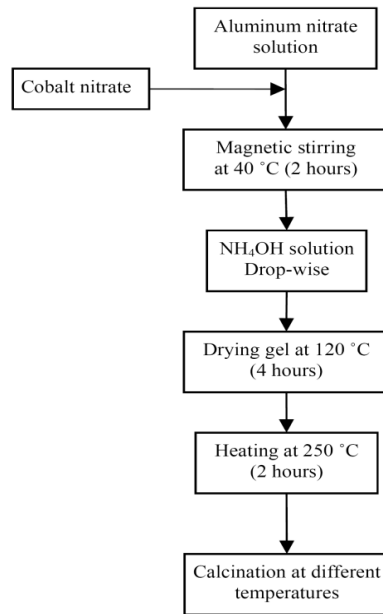 Aluminum nitrate
solution
Cobalt nitrate
Magnetic stirring
at 40 ˚C (2 hours)
NH₄OH solution
Drop-wise
Drying gel at 120 ˚C
(4 hours)
Heating at 250 ˚C
(2 hours)
Calcination at different
temperatures